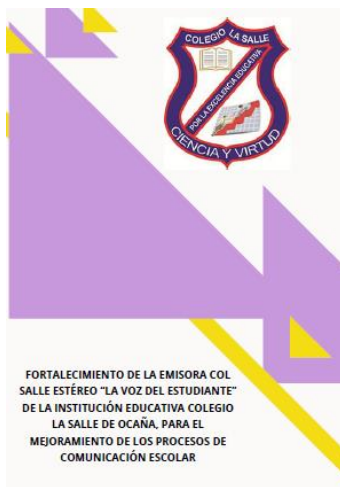 COLEGIO LA SALLE
POR LA EXCELENCIA EDUCATIVA
CIENCIA Y VIRTUD
FORTALECIMIENTO DE LA EMISORA COL
SALLE ESTÉREO "LA VOZ DEL ESTUDIANTE"
DE LA INSTITUCIÓN EDUCATIVA COLEGIO
LA SALLE DE OCAÑA, PARA EL
MEJORAMIENTO DE LOS PROCESOS DE
COMUNICACIÓN ESCOLAR